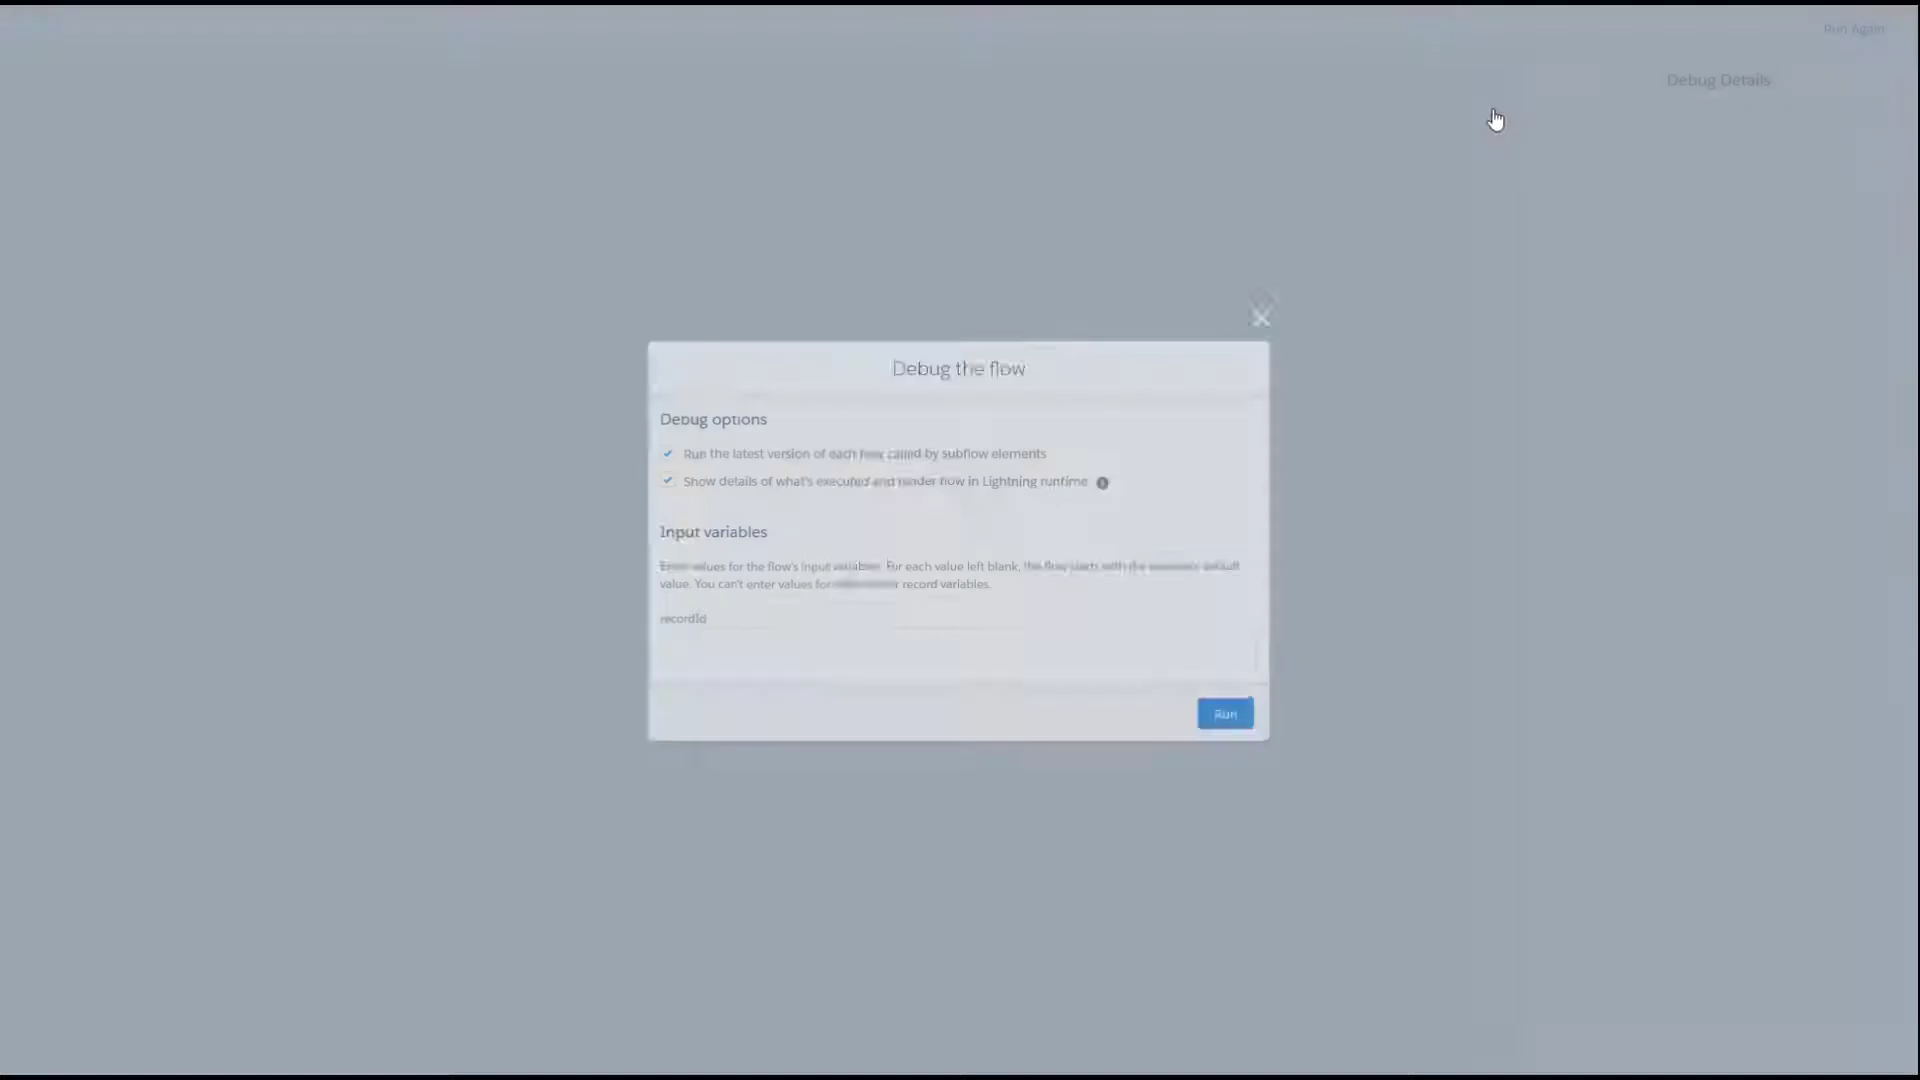 Run Again
Debug Details
Debug the flow
Debug options
Run the latest version of each flow called by subflow elements
Show details of what's executed and render flow in Lightning runtime
Input variables
Enter values for the flow's input variables. For each value left blank, the flow starts with the resource's default
value. You can't enter values for record variables.
recordId
Run